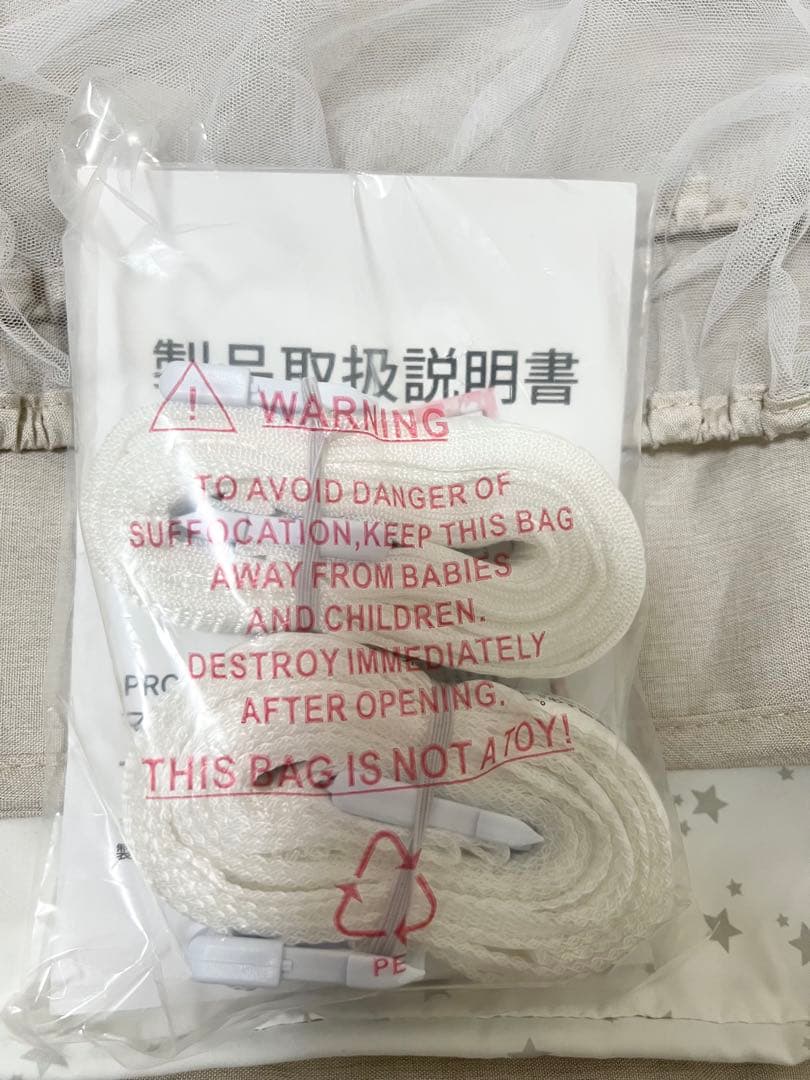 製品取扱説明書
! WARNING
TO AVOID DANGER OF
SUFFOCATION,KEEP THIS BAG
AWAY FROM BABIES
AND CHILDREN.
DESTROY IMMEDIATELY
AFTER OPENING.
THIS BAG IS NOT A TOY!
PE